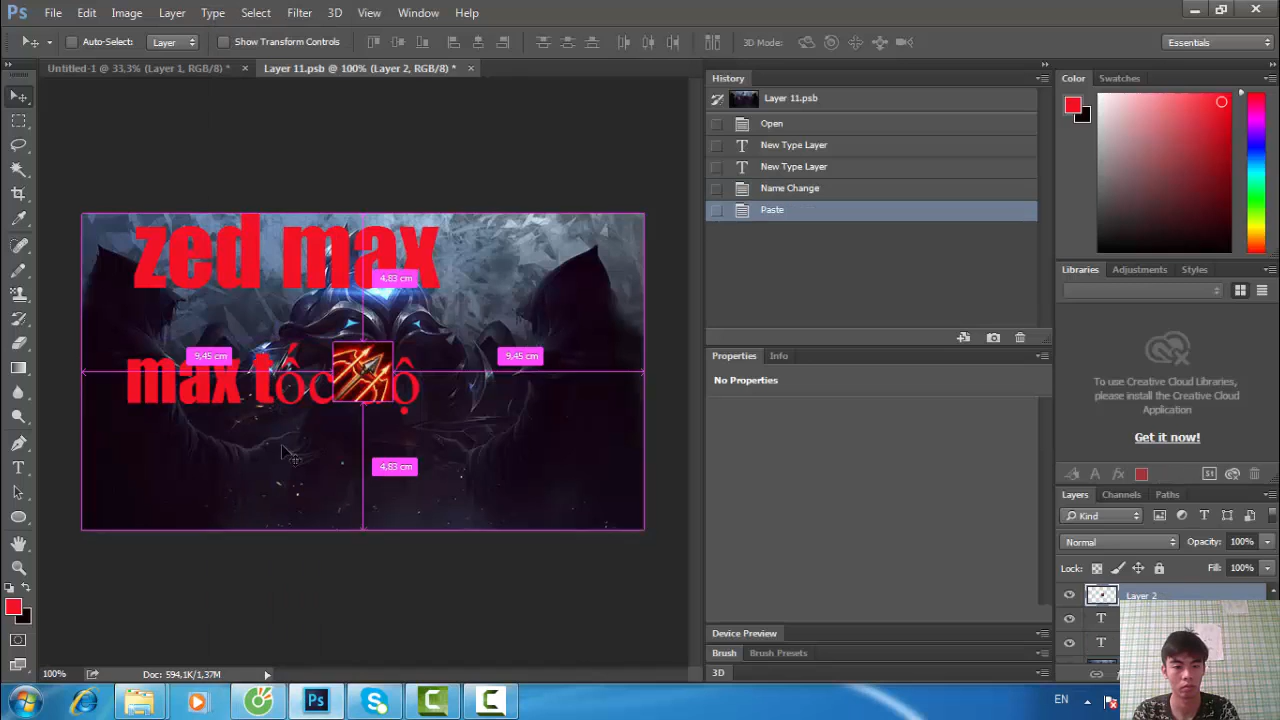 Ps File Edit Image Layer Type Select Filter 3D View Window Help
Auto-Select: Layer Show Transform Controls 3D Mode: Essentials
Untitled-1 @ 33,3% (Layer 1, RGB/8) * Layer 11.psb @ 100% (Layer 2, RGB/8) *
History
Layer 11.psb
Open
New Type Layer
New Type Layer
Name Change
Paste
Properties Info
No Properties
Device Preview
Brush Brush Presets
3D
Color Swatches
Libraries Adjustments Styles
To use Creative Cloud Libraries,
please install the Creative Cloud
Application
Get it now!
Layers Channels Paths
Kind
Normal Opacity: 100%
Lock: Fill: 100%
Layer 2
zed max
4,83 cm
9,45 cm 9,45 cm
max tốc
4,83 cm
100% Doc: 594,1K/1,37M
EN